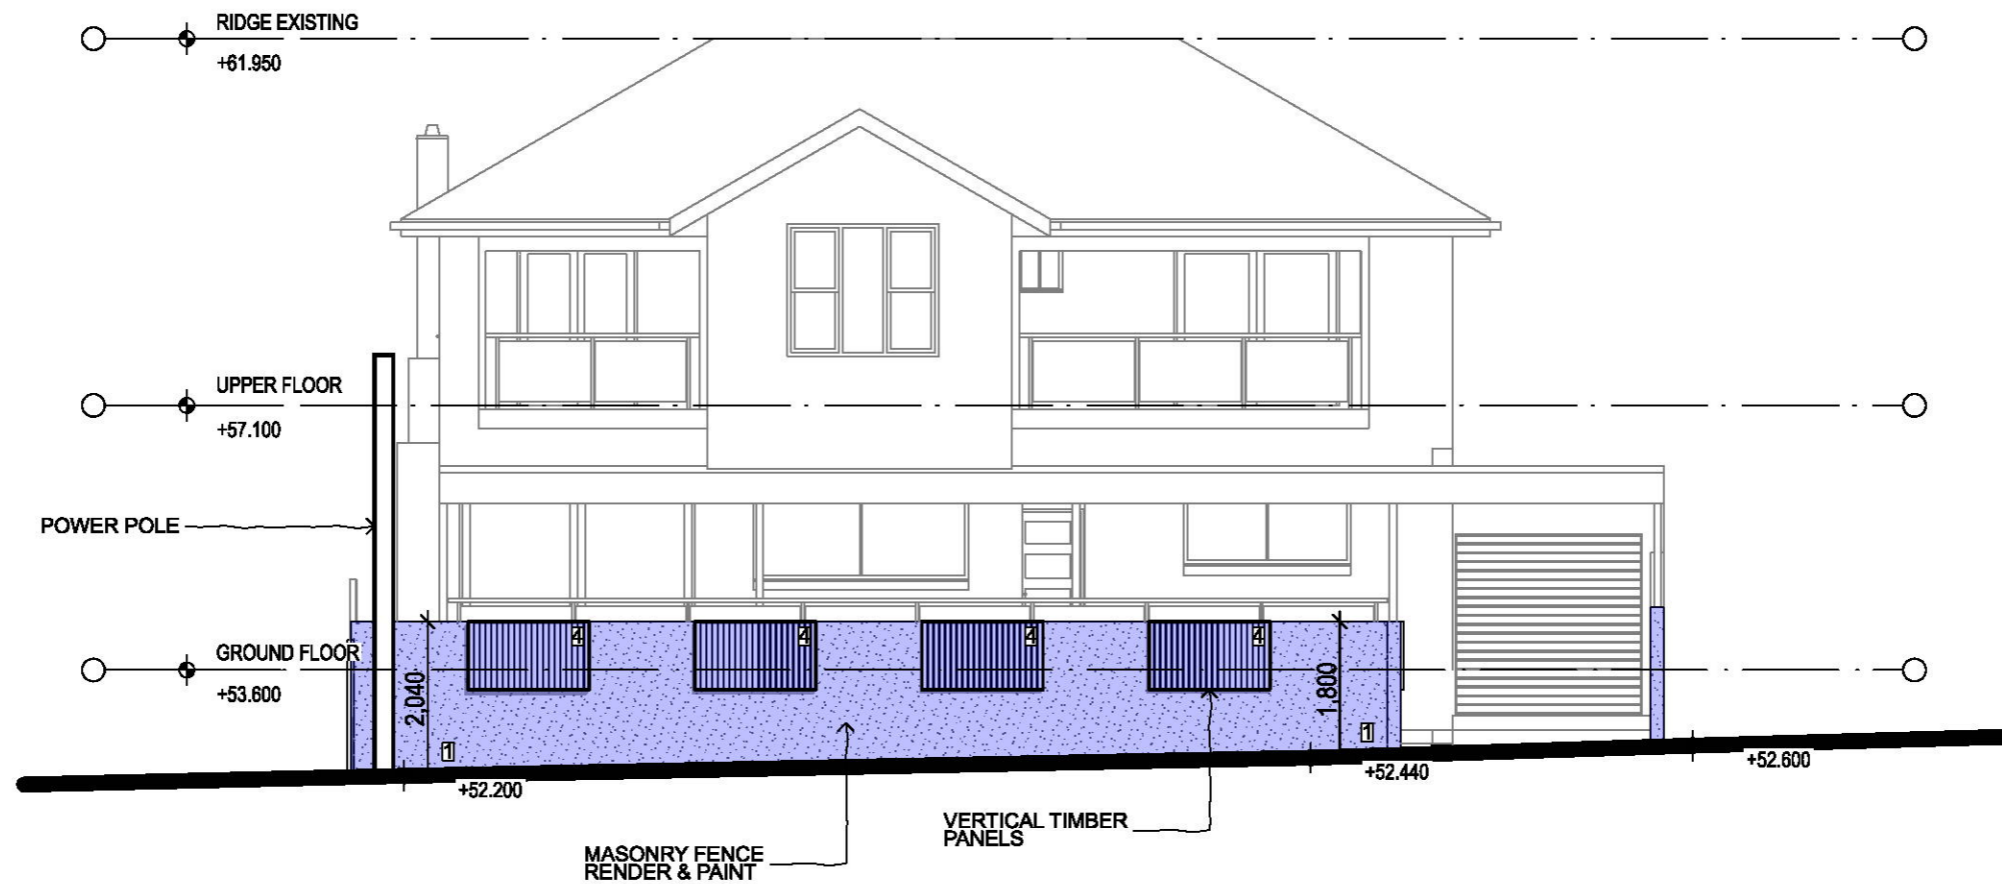 RIDGE EXISTING
+61.950
UPPER FLOOR
+57.100
POWER POLE
4
4
4
4
GROUND FLOOR
+53.600
2,040
1,800
1
1
+52.200
+52.440
+52.600
VERTICAL TIMBER
PANELS
MASONRY FENCE
RENDER & PAINT